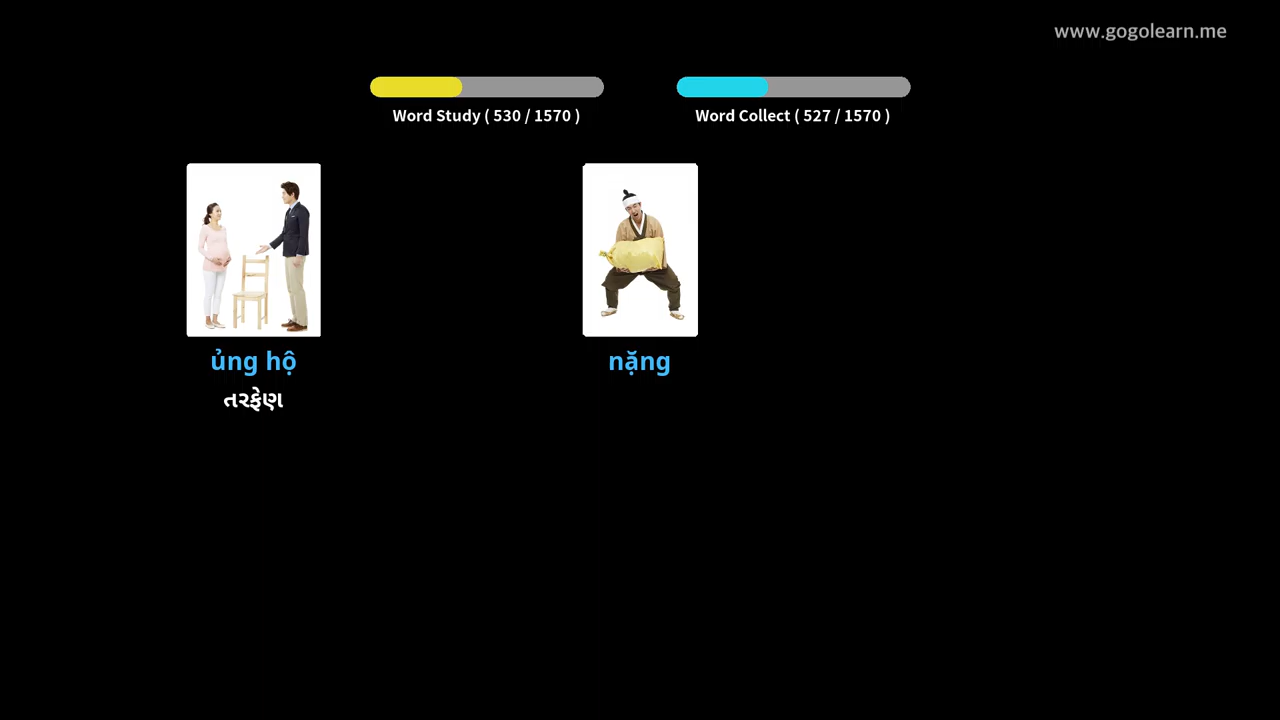 www.gogolearn.me
Word Study ( 530 / 1570 )
Word Collect ( 527 / 1570 )
ủng hộ
nặng
તરફેણ